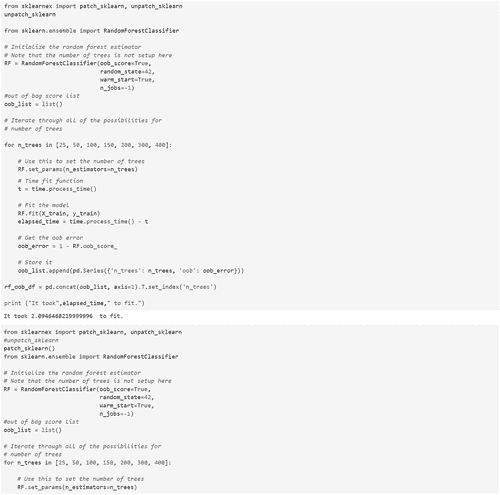 from sklearnex import patch_sklearn, unpatch_sklearn
unpatch_sklearn

from sklearn.ensemble import RandomForestClassifier

# Initialize the random forest estimator
# Note that the number of trees is not setup here
RF = RandomForestClassifier(oob_score=True,
random_state=42,
warm_start=True,
n_jobs=-1)
#out of bag score list
oob_list = list()

# Iterate through all of the possibilities for
# number of trees

for n_trees in [25, 50, 100, 150, 200, 300, 400]:

# Use this to set the number of trees
RF.set_params(n_estimators=n_trees)
# Time fit function
t = time.process_time()

# Fit the model
RF.fit(X_train, y_train)
elapsed_time = time.process_time() - t

# Get the oob error
oob_error = 1 - RF.oob_score_

# Store it
oob_list.append(pd.Series({'n_trees': n_trees, 'oob': oob_error}))

rf_oob_df = pd.concat(oob_list, axis=1).T.set_index('n_trees')

print ("It took",elapsed_time," to fit.")
It took 2.0946468219999996  to fit.
from sklearnex import patch_sklearn, unpatch_sklearn
#unpatch_sklearn
patch_sklearn()
from sklearn.ensemble import RandomForestClassifier

# Initialize the random forest estimator
# Note that the number of trees is not setup here
RF = RandomForestClassifier(oob_score=True,
random_state=42,
warm_start=True,
n_jobs=-1)
#out of bag score list
oob_list = list()

# Iterate through all of the possibilities for
# number of trees
for n_trees in [25, 50, 100, 150, 200, 300, 400]:

# Use this to set the number of trees
RF.set_params(n_estimators=n_trees)